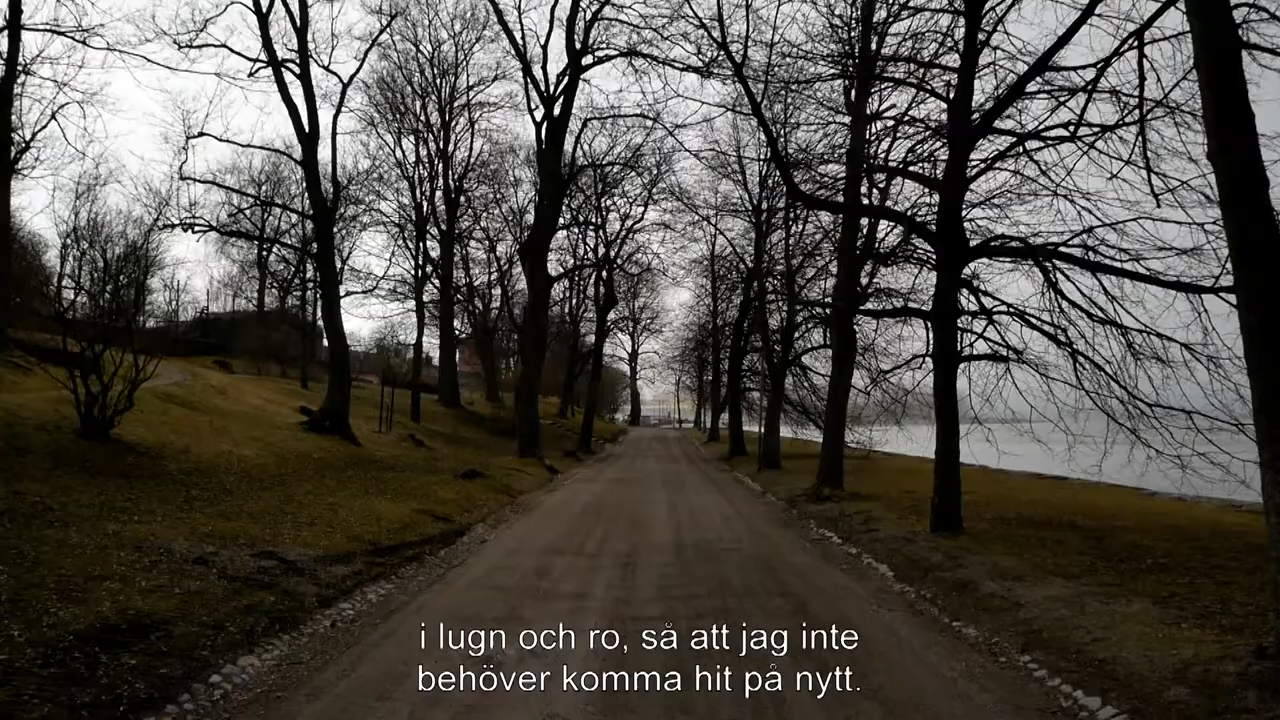 i lugn och ro, så att jag inte
behöver komma hit på nytt.